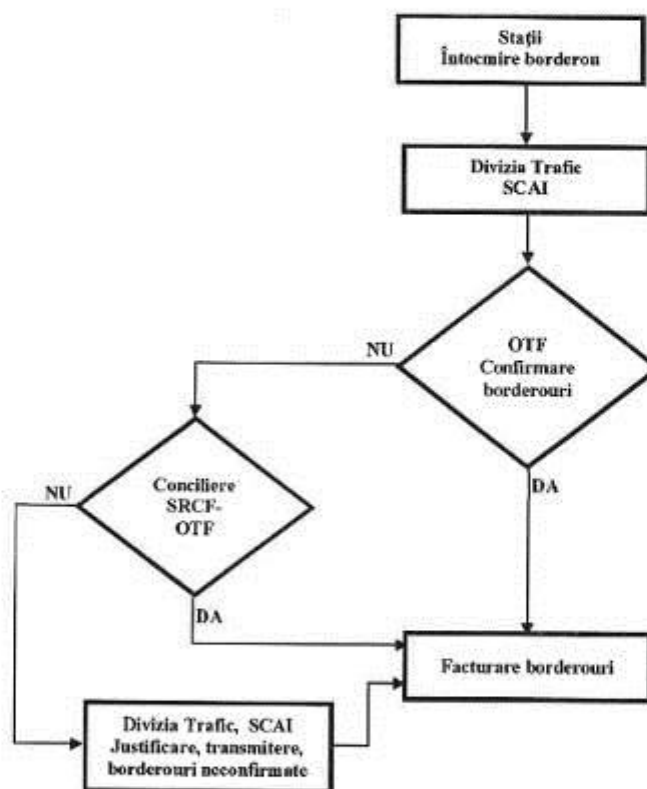 Staţii
Întocmire borderou
Divizia Trafic
SCAI
OTF
Confirmare
borderouri
NU
DA
Conciliere
SRCF-
OTF
NU
DA
Facturare borderouri
Divizia Trafic, SCAI
Justificare, transmitere,
borderouri neconfirmate